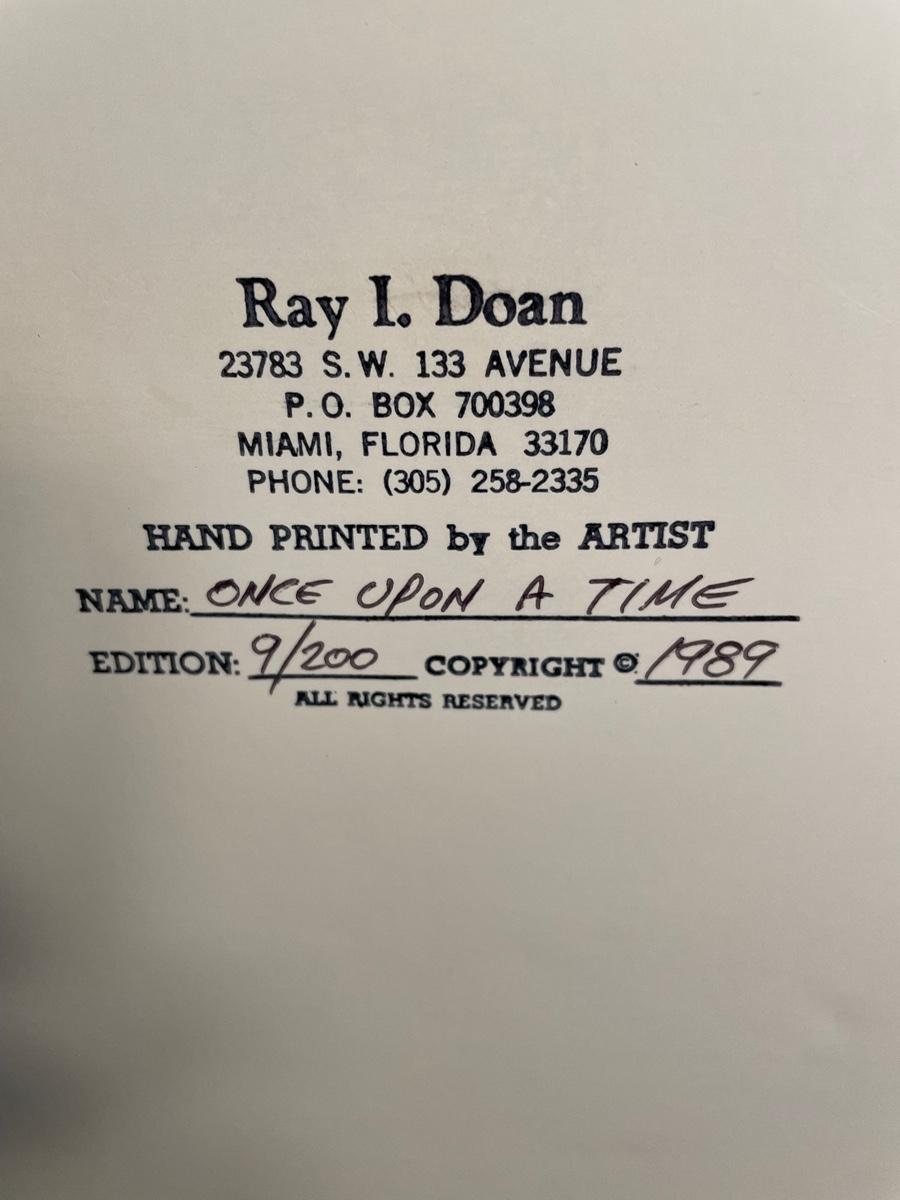 Ray I. Doan
23783 S.W. 133 AVENUE
P.O. BOX 700398
MIAMI, FLORIDA 33170
PHONE: (305) 258-2335
HAND PRINTED by the ARTIST
NAME: ONCE UPON A TIME
EDITION: 9/200 COPYRIGHT ©: 1989
ALL RIGHTS RESERVED